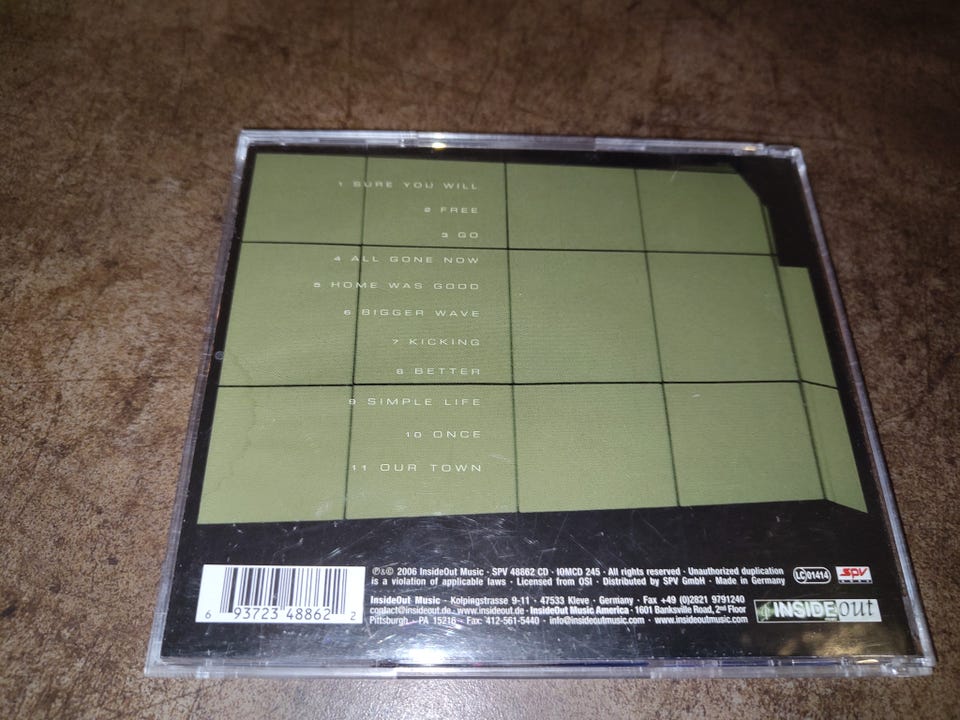 1 SURE YOU WILL
2 FREE
3 GO
4 ALL GONE NOW
5 HOME WAS GOOD
6 BIGGER WAVE
7 KICKING
8 BETTER
9 SIMPLE LIFE
10 ONCE
11 OUR TOWN
℗&© 2006 InsideOut Music · SPV 48862 CD · IOMCD 245 · All rights reserved · Unauthorized duplication
is a violation of applicable laws · Licensed from OSI · Distributed by SPV GmbH · Made in Germany
LC 01414
SPV
InsideOut Music · Kolpingstrasse 9-11 · 47533 Kleve · Germany · Fax +49 (0)2821 9791240
contact@insideout.de · www.insideout.de · InsideOut Music America · 1601 Banksville Road, 2nd Floor
Pittsburgh · PA 15216 · Fax: 412-561-5440 · info@insideoutmusic.com · www.insideoutmusic.com
INSIDEOUT
6 93723 48862 2